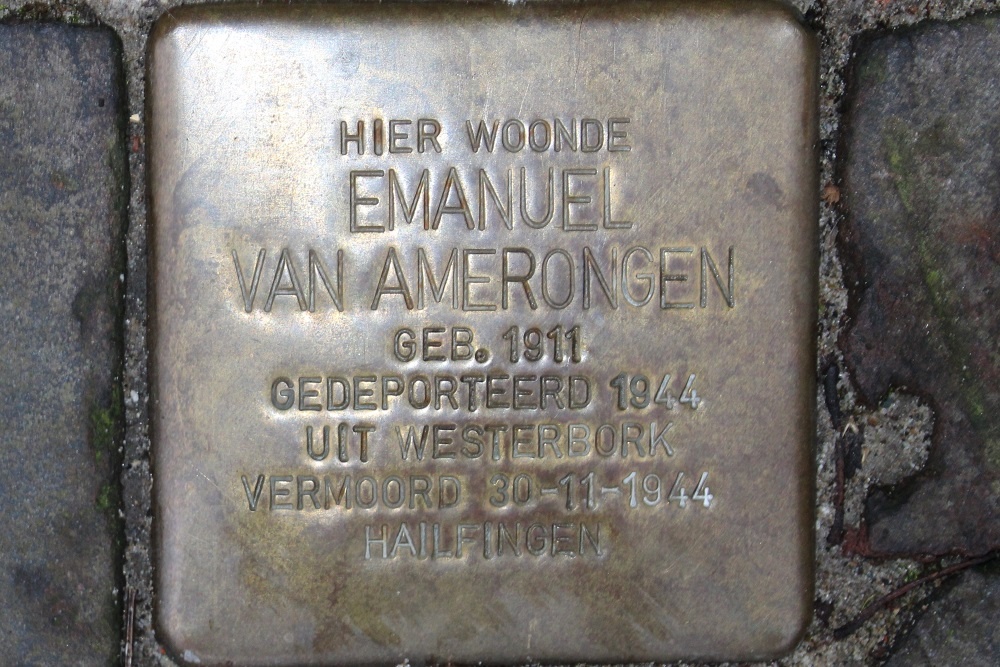 HIER WOONDE
EMANUEL
VAN AMERONGEN
GEB. 1911
GEDEPORTEERD 1944
UIT WESTERBORK
VERMOORD 30-11-1944
HAILFINGEN